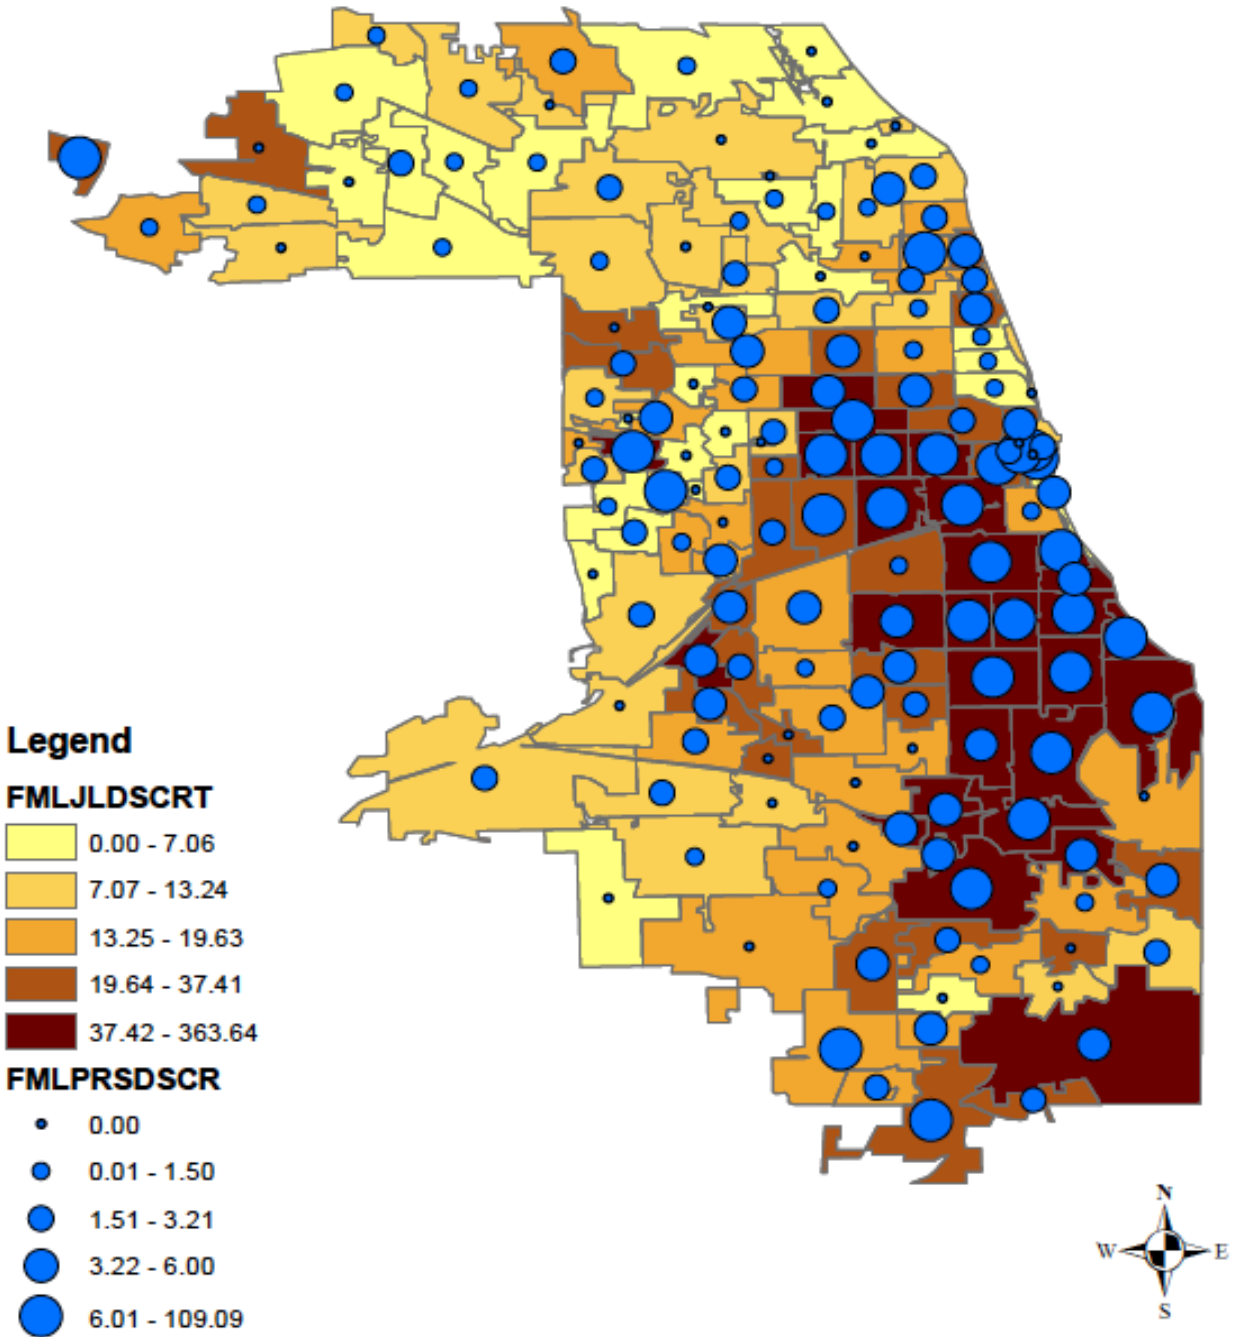 Legend
FMLJLDSCRT
0.00 - 7.06
7.07 - 13.24
13.25 - 19.63
19.64 - 37.41
37.42 - 363.64
FMLPRSDSCR
0.00
0.01 - 1.50
1.51 - 3.21
3.22 - 6.00
6.01 - 109.09
N
W E
S